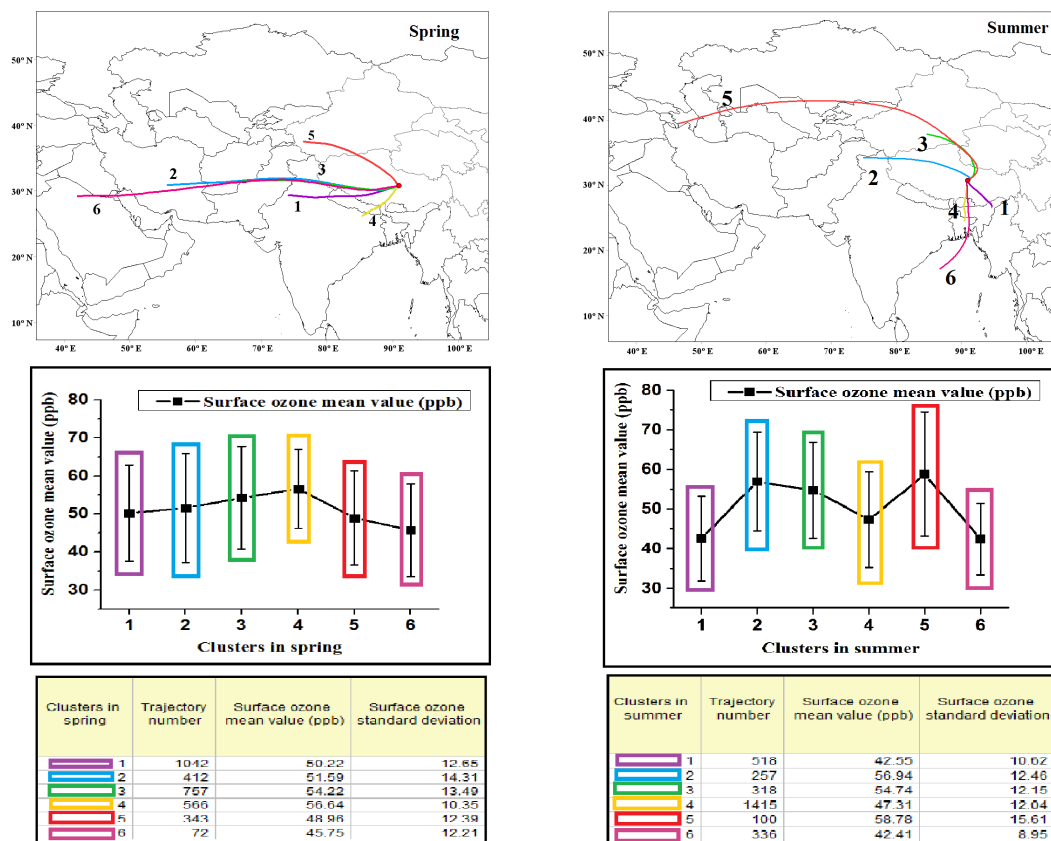 Spring
50° N
40° N
30° N
20° N
10° N
5
2
3
6
1
4
40° E 50° E 60° E 70° E 80° E 90° E 100° E
Surface ozone mean value (ppb)
Surface ozone mean value (ppb)
80
70
60
50
40
30
1 2 3 4 5 6
Clusters in spring
Clusters in spring Trajectory number Surface ozone mean value (ppb) Surface ozone standard deviation
1 1042 50.22 12.65
2 412 51.59 14.31
3 757 54.22 13.49
4 566 56.64 10.35
5 343 48.96 12.39
6 72 45.75 12.21
Summer
50° N
40° N
30° N
20° N
10° N
5
3
2
4
1
6
40° E 50° E 60° E 70° E 80° E 90° E 100° E
Surface ozone mean value (ppb)
Surface ozone mean value (ppb)
80
70
60
50
40
30
1 2 3 4 5 6
Clusters in summer
Clusters in summer Trajectory number Surface ozone mean value (ppb) Surface ozone standard deviation
1 518 42.55 10.62
2 257 56.94 12.46
3 318 54.74 12.15
4 1415 47.31 12.04
5 100 58.78 15.61
6 336 42.41 8.95